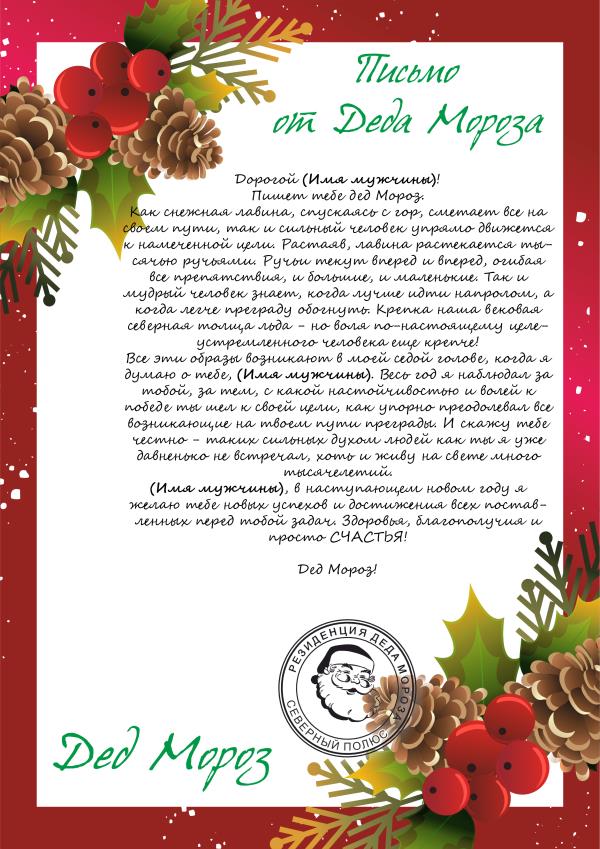 Письмо
от Деда Мороза
Дорогой (Имя мужчины)!
Пишет тебе дед Мороз.
Как снежная лавина, спускаясь с гор, сметает все на
своем пути, так и сильный человек упрямо движется
к намеченной цели. Растаяв, лавина растекается ты-
сячью ручьями. Ручьи текут вперед и вперед, огибая
все препятствия, и большие, и маленькие. Так и
мудрый человек знает, когда лучше идти напролом, а
когда легче преграду обогнуть. Крепка наша вековая
северная толща льда - но воля по-настоящему целе-
устремленного человека еще крепче!
Все эти образы возникают в моей седой голове, когда я
думаю о тебе, (Имя мужчины). Весь год я наблюдал за
тобой, за тем, с какой настойчивостью и волей к
победе ты шел к своей цели, как упорно преодолевал все
возникающие на твоем пути преграды. И скажу тебе
честно - таких сильных духом людей как ты я уже
давненько не встречал, хоть и живу на свете много
тысячелетий.
(Имя мужчины), в наступающем новом году я
желаю тебе новых успехов и достижения всех постав-
ленных перед тобой задач. Здоровья, благополучия и
просто СЧАСТЬЯ!
Дед Мороз!
РЕЗИДЕНЦИЯ ДЕДА МОРОЗА
СЕВЕРНЫЙ ПОЛЮС
Дед Мороз